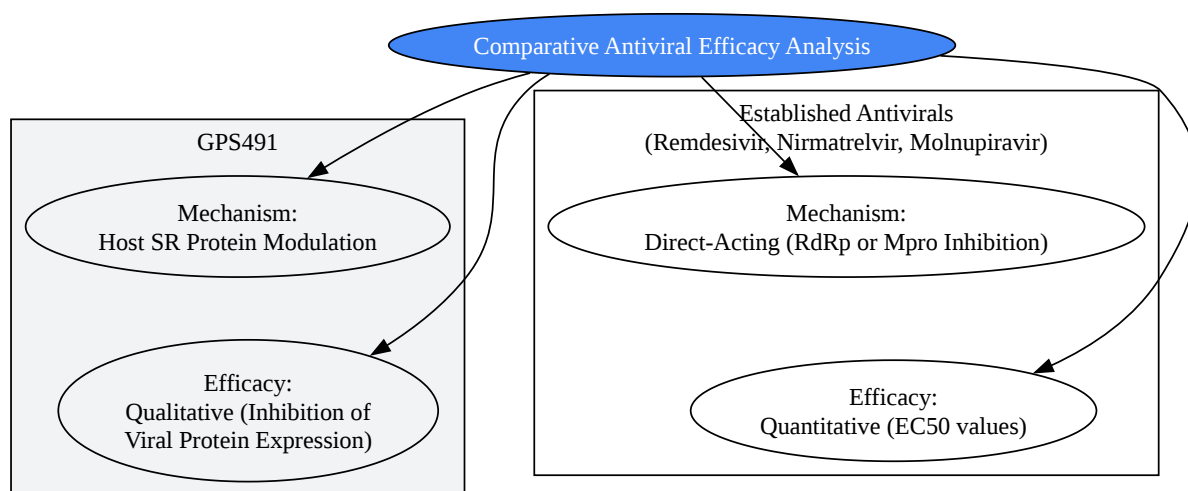 Comparative Antiviral Efficacy Analysis
GPS491
Mechanism:
Host SR Protein Modulation
Efficacy:
Qualitative (Inhibition of
Viral Protein Expression)
Established Antivirals
(Remdesivir, Nirmatrelvir, Molnupiravir)
Mechanism:
Direct-Acting (RdRp or Mpro Inhibition)
Efficacy:
Quantitative (EC50 values)